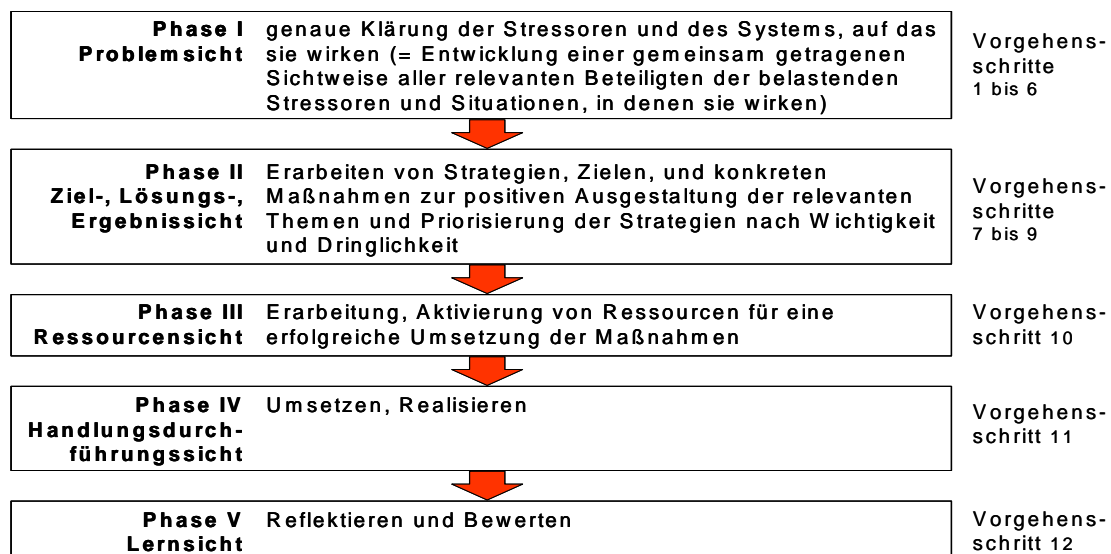 Phase I genaue Klärung der Stressoren und des Systems, auf das
Problemsicht sie wirken (= Entwicklung einer gemeinsam getragenen
Sichtweise aller relevanten Beteiligten der belastenden
Stressoren und Situationen, in denen sie wirken)
Vorgehens-
schritte
1 bis 6
Phase II Erarbeiten von Strategien, Zielen, und konkreten
Ziel-, Lösungs-, Maßnahmen zur positiven Ausgestaltung der relevanten
Ergebnissicht Themen und Priorisierung der Strategien nach Wichtigkeit
und Dringlichkeit
Vorgehens-
schritte
7 bis 9
Phase III Erarbeitung, Aktivierung von Ressourcen für eine
Ressourcensicht erfolgreiche Umsetzung der Maßnahmen
Vorgehens-
schritt 10
Phase IV Umsetzen, Realisieren
Handlungsdurch-
führungssicht
Vorgehens-
schritt 11
Phase V Reflektieren und Bewerten
Lernsicht
Vorgehens-
schritt 12